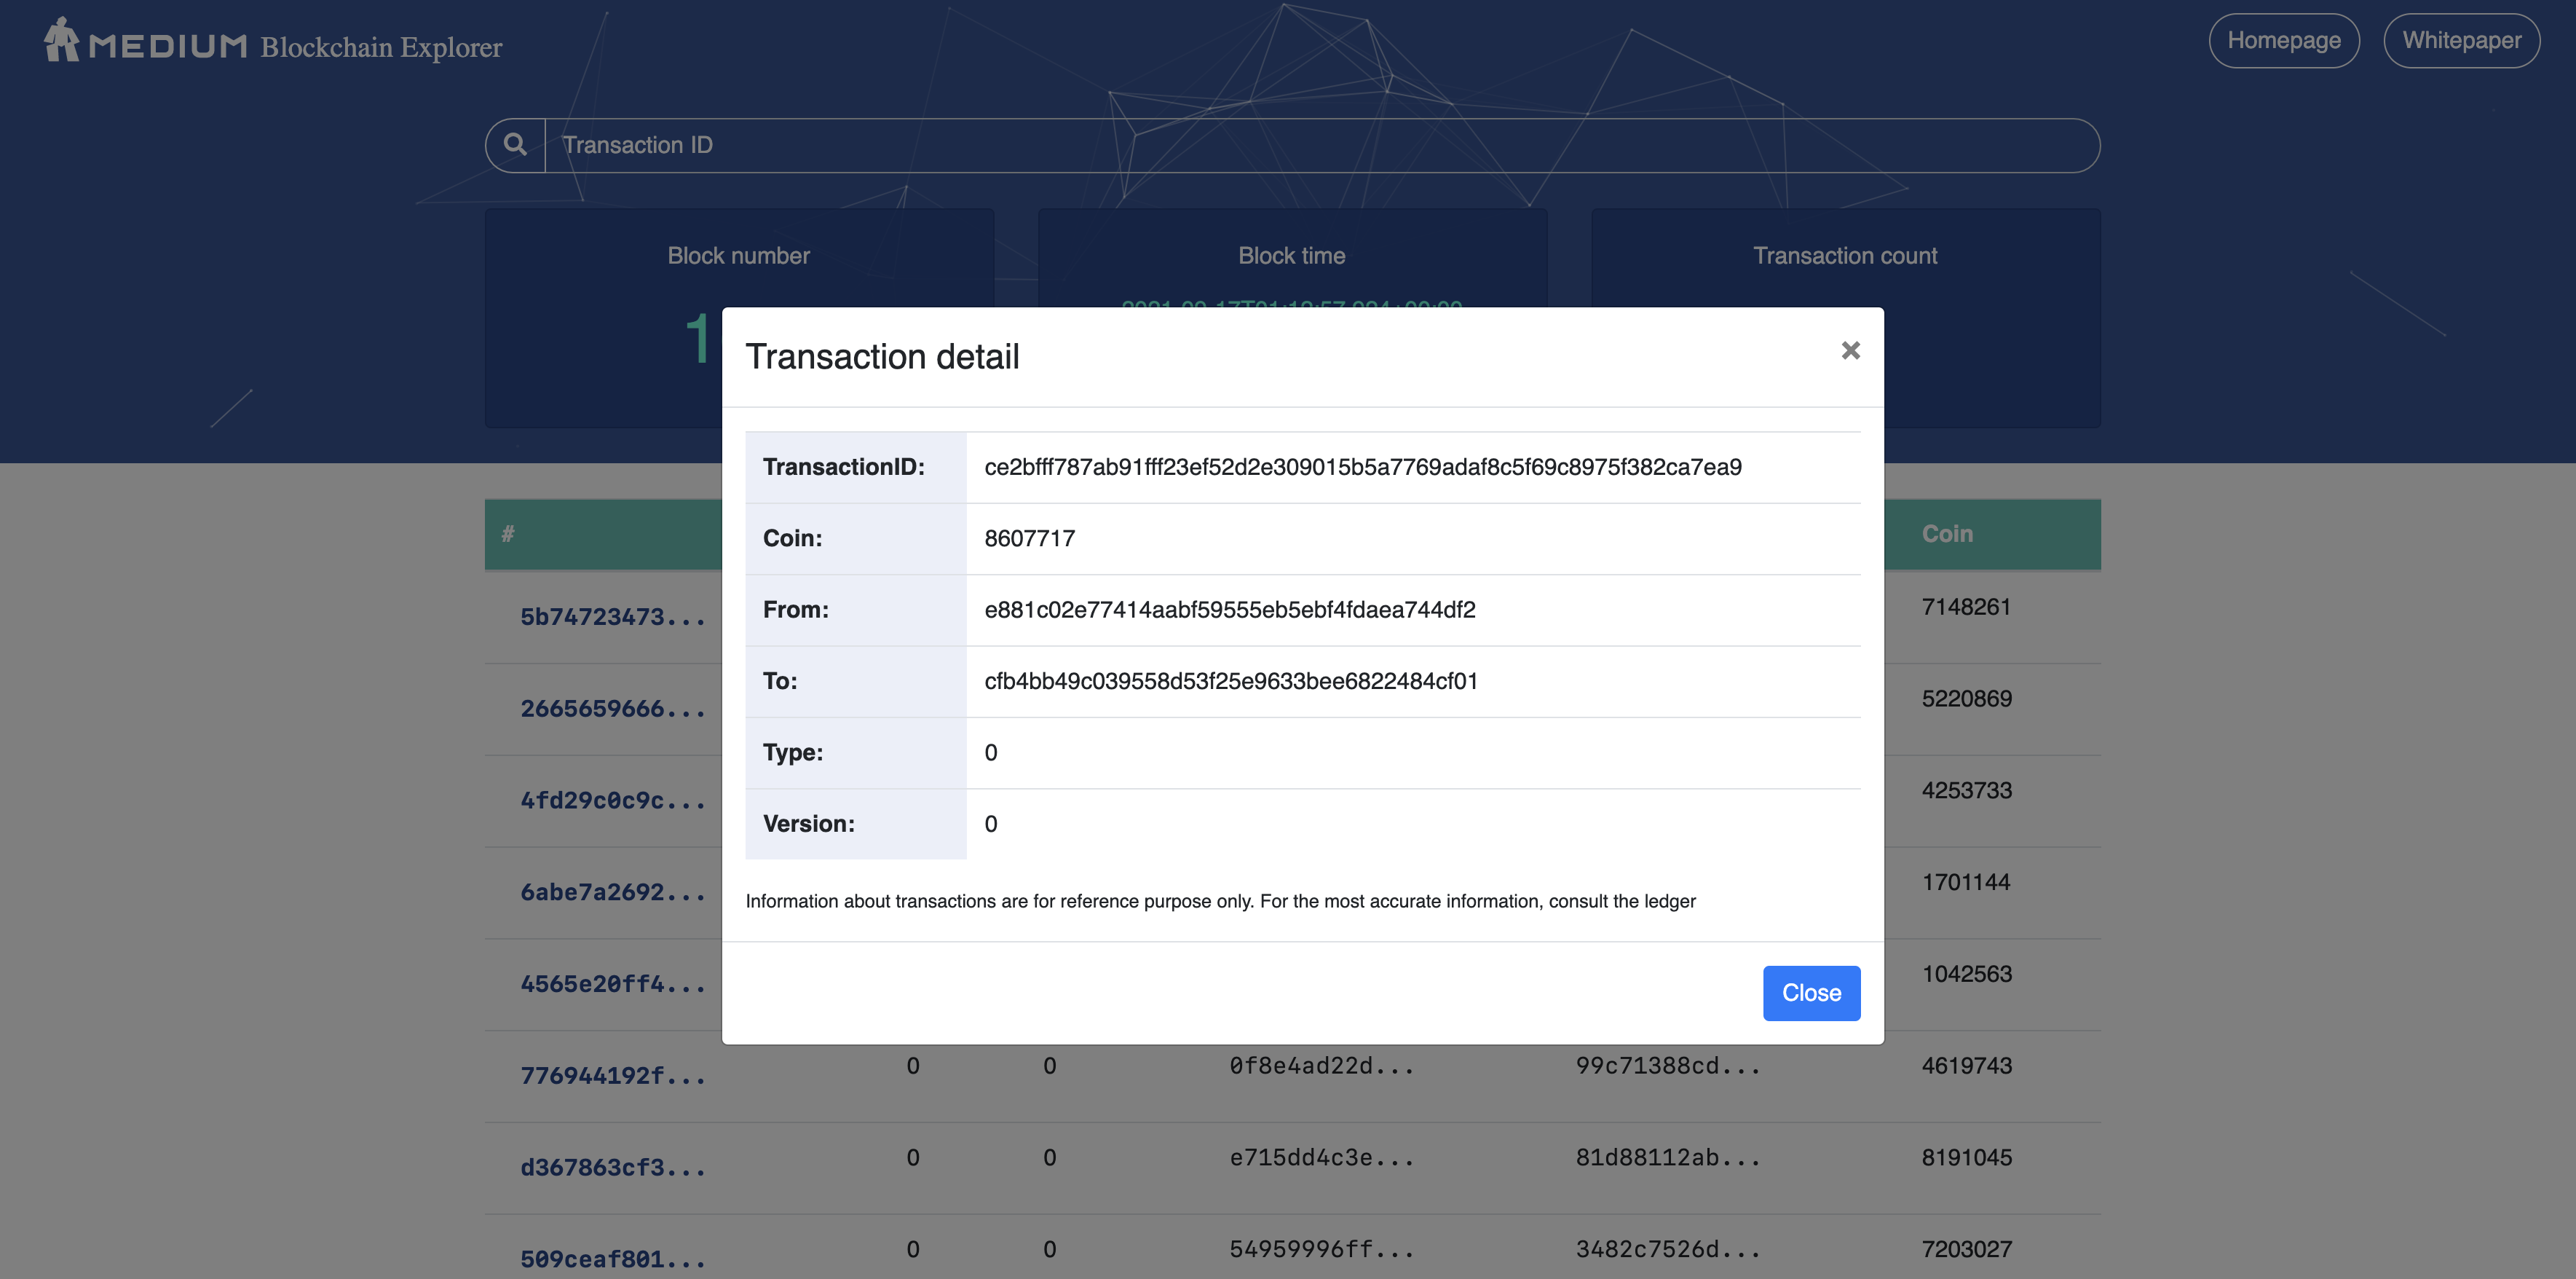 MEDIUM Blockchain Explorer
Homepage
Whitepaper
Transaction ID
Block number
Block time
Transaction count
1
Transaction detail
×
TransactionID: ce2bfff787ab91fff23ef52d2e309015b5a7769adaf8c5f69c8975f382ca7ea9
Coin: 8607717
From: e881c02e77414aabf59555eb5ebf4fdaea744df2
To: cfb4bb49c039558d53f25e9633bee6822484cf01
Type: 0
Version: 0
Information about transactions are for reference purpose only. For the most accurate information, consult the ledger
Close
# Coin
5b74723473... 7148261
2665659666... 5220869
4fd29c0c9c... 4253733
6abe7a2692... 1701144
4565e20ff4... 1042563
776944192f... 0 0 0f8e4ad22d... 99c71388cd... 4619743
d367863cf3... 0 0 e715dd4c3e... 81d88112ab... 8191045
509ceaf801... 0 0 54959996ff... 3482c7526d... 7203027